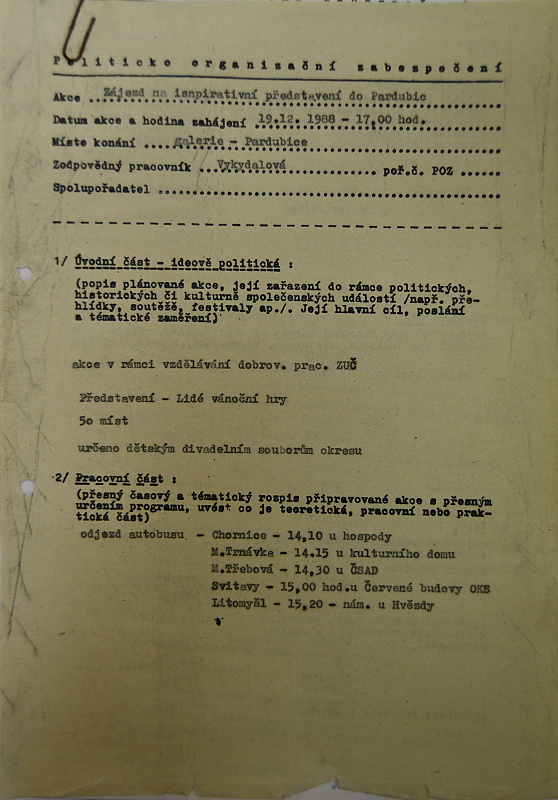 Politicko organizační zabezpečení
Akce ...Zájezd na isnpirativní představení do Pardubic
Datum akce a hodina zahájení .19.12. 1988 - 17,00 hod.
Místo konání ....galerie - Pardubice
Zodpovědný pracovník ...Vykydalová.................. poř.č. POZ ......
Spolupořadatel
1/ Úvodní část - ideově politická :
(popis plánované akce, její zařazení do rámce politických,
historických či kulturně společenských událostí /např. pře-
hlídky, soutěžě, festivaly ap./. Její hlavní cíl, poslání
a tématické zaměření)
akce v rámci vzdělávání dobrov. prac. ZUČ
Představení - Lidé vánoční hry
5o míst
určeno dětským divadelním souborům okresu
2/ Pracovní část :
(přesný časový a tématický rozpis připravované akce s přesným
určením programu, uvést co je teoretická, pracovní nebo prak-
tická část)
odjezd autobusu - Chornice - 14,10 u hospody
M.Trnávka - 14.15 u kulturního domu
M.Třebová - 14,30 u ČSAD
Svitavy - 15,00 hod.u Červené budovy OKS
Litomyšl - 15,20 - nám. u Hvězdy